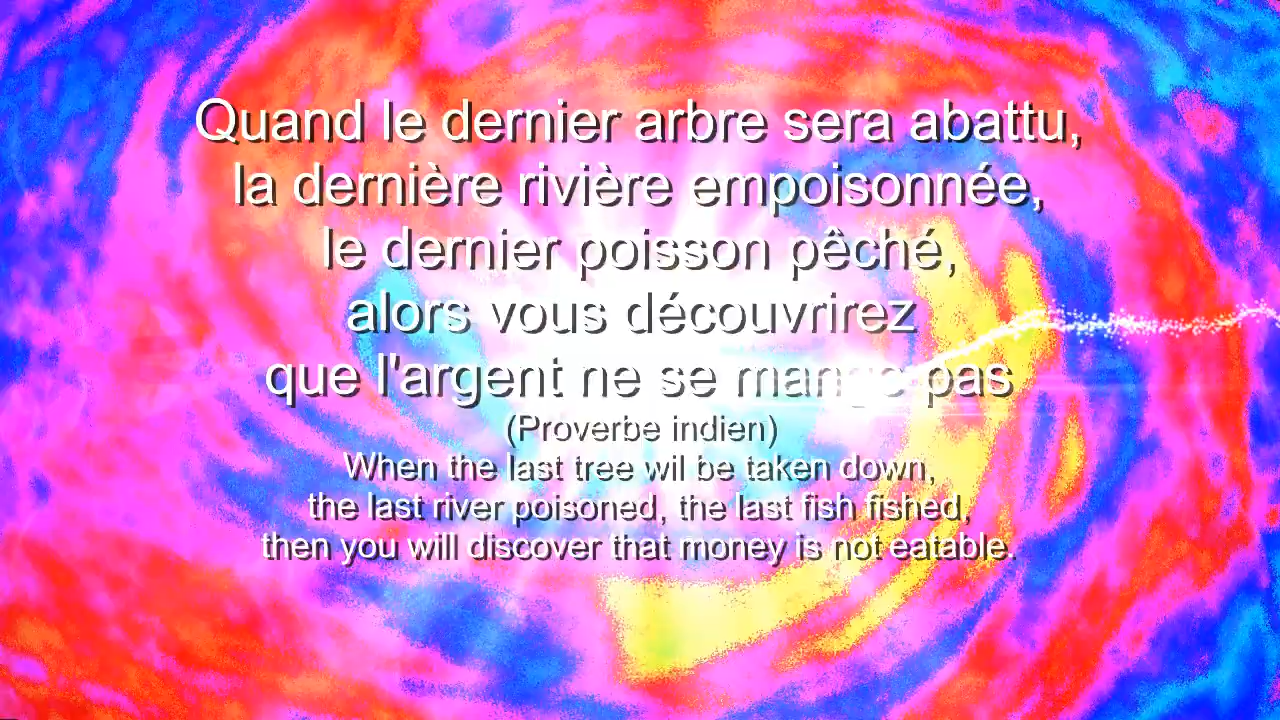 Quand le dernier arbre sera abattu,
la dernière rivière empoisonnée,
le dernier poisson pêché,
alors vous découvrirez
que l'argent ne se mange pas
(Proverbe indien)
When the last tree wil be taken down,
the last river poisoned, the last fish fished,
then you will discover that money is not eatable.